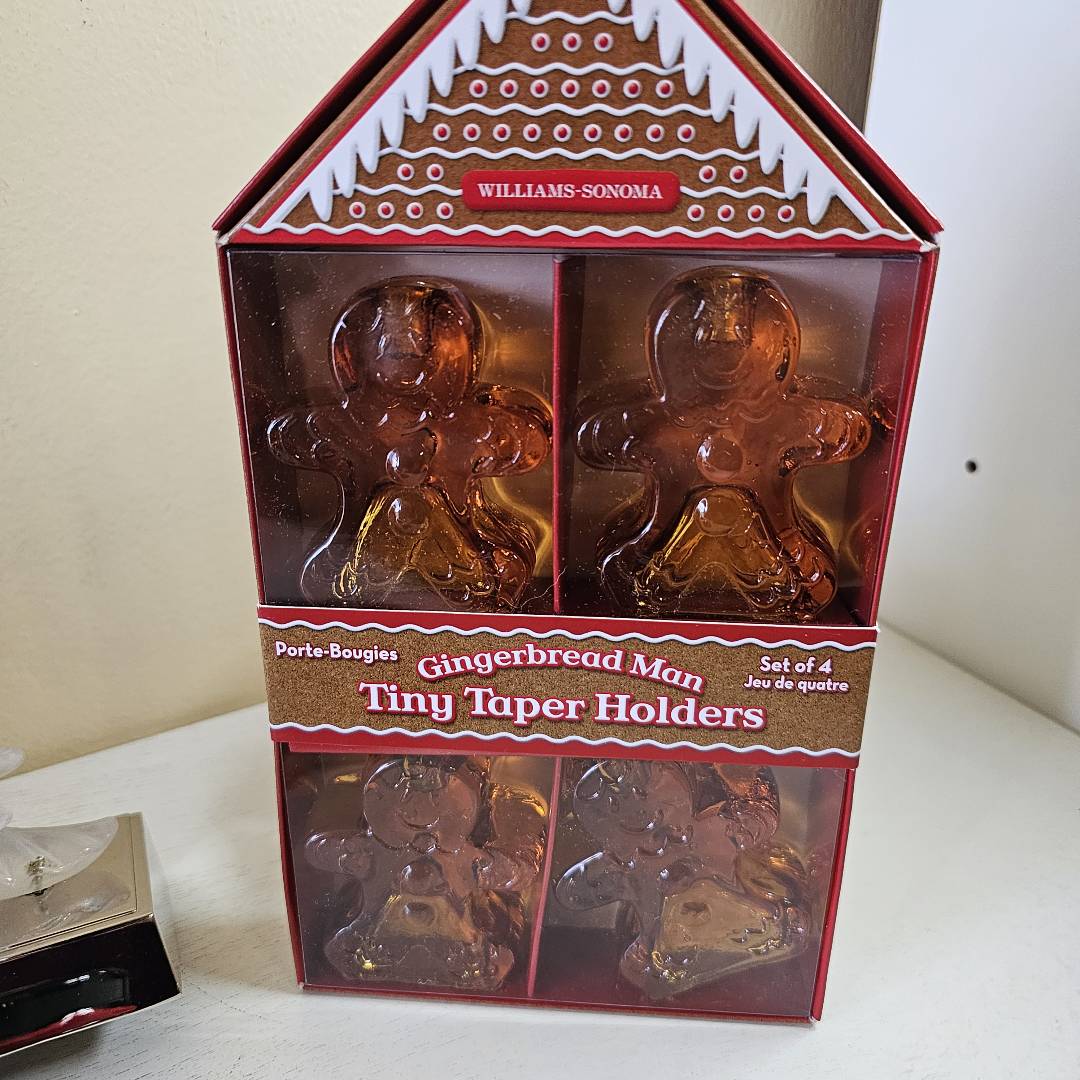 WILLIAMS-SONOMA
Porte-Bougies
Gingerbread Man
Tiny Taper Holders
Set of 4
Jeu de quatre